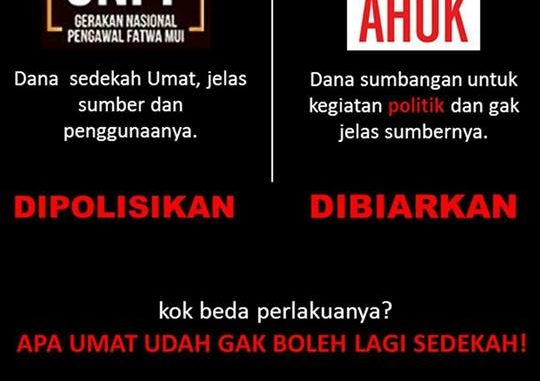 GERAKAN NASIONAL
PENGAWAL FATWA MUI
AHOK
Dana sedekah Umat, jelas
sumber dan
penggunaanya.
Dana sumbangan untuk
kegiatan politik dan gak
jelas sumbernya.
DIPOLISIKAN
DIBIARKAN
kok beda perlakuanya?
APA UMAT UDAH GAK BOLEH LAGI SEDEKAH!